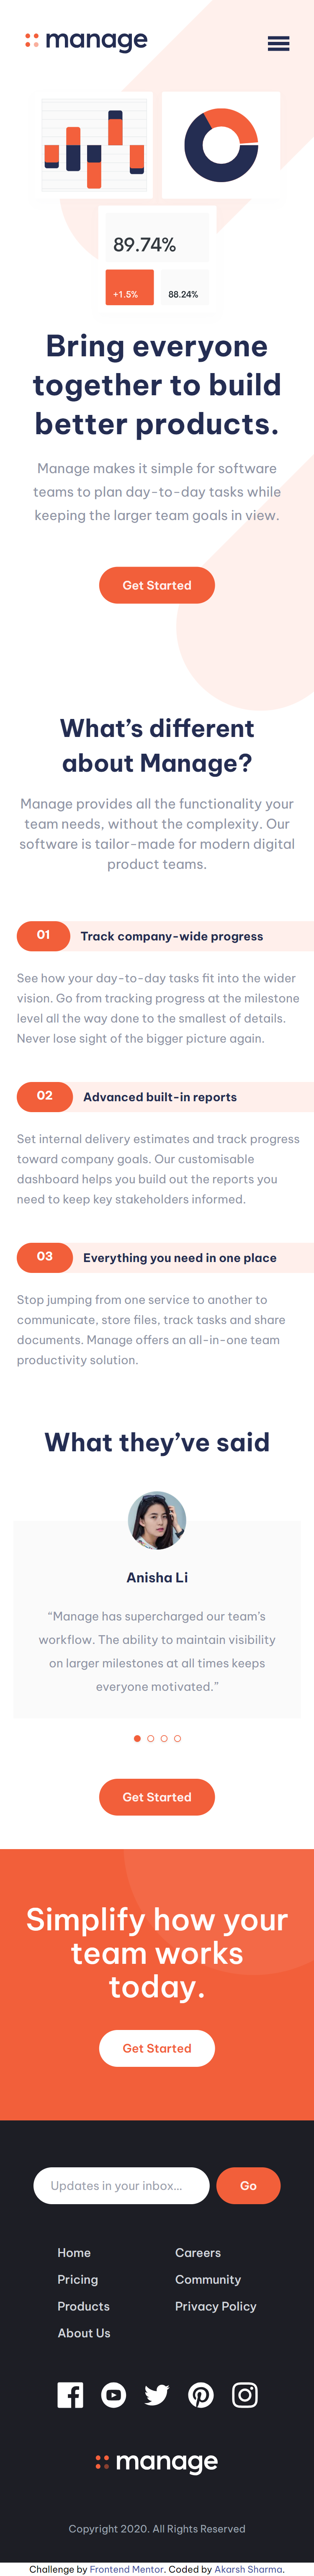 manage
89.74%
+1.5%
88.24%
Bring everyone
together to build
better products.
Manage makes it simple for software
teams to plan day-to-day tasks while
keeping the larger team goals in view.
Get Started
What’s different
about Manage?
Manage provides all the functionality your
team needs, without the complexity. Our
software is tailor-made for modern digital
product teams.
01 Track company-wide progress
See how your day-to-day tasks fit into the wider
vision. Go from tracking progress at the milestone
level all the way done to the smallest of details.
Never lose sight of the bigger picture again.
02 Advanced built-in reports
Set internal delivery estimates and track progress
toward company goals. Our customisable
dashboard helps you build out the reports you
need to keep key stakeholders informed.
03 Everything you need in one place
Stop jumping from one service to another to
communicate, store files, track tasks and share
documents. Manage offers an all-in-one team
productivity solution.
What they’ve said
Anisha Li
“Manage has supercharged our team’s
workflow. The ability to maintain visibility
on larger milestones at all times keeps
everyone motivated.”
Get Started
Simplify how your
team works
today.
Get Started
Updates in your inbox... Go
Home Careers
Pricing Community
Products Privacy Policy
About Us
manage
Copyright 2020. All Rights Reserved
Challenge by Frontend Mentor. Coded by Akarsh Sharma.